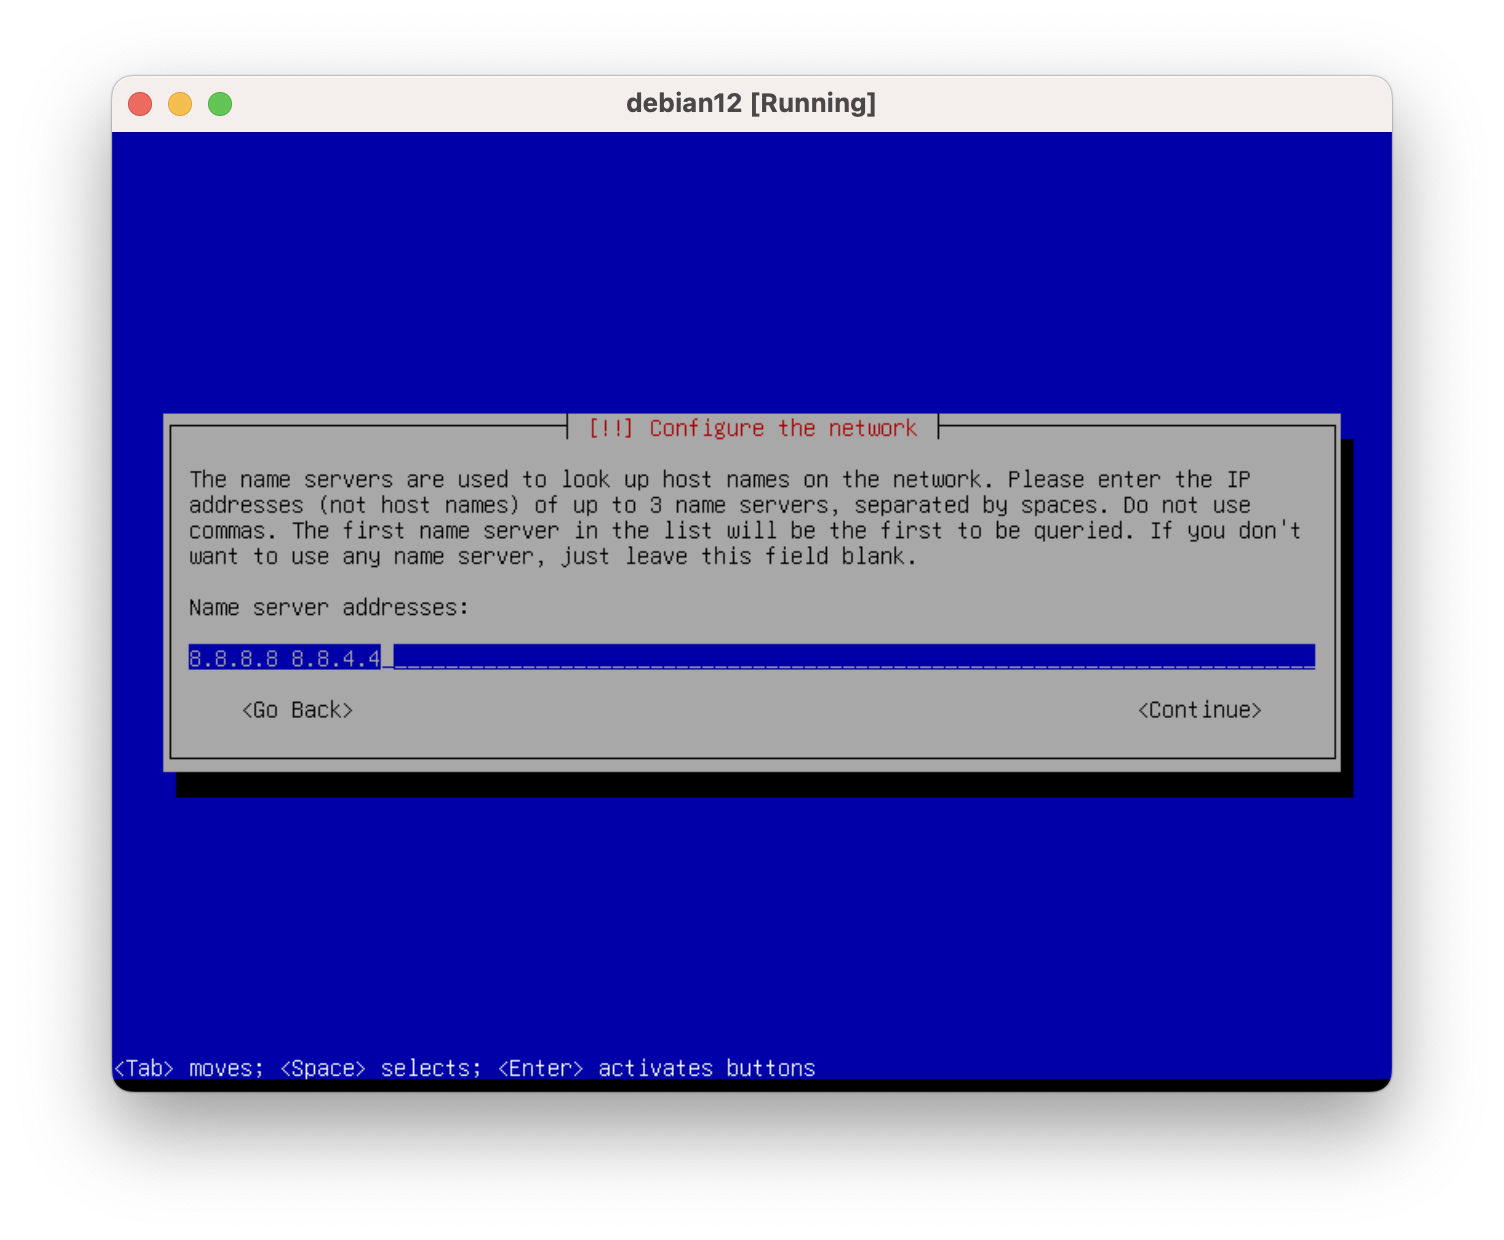 debian12 [Running]
[!!] Configure the network
The name servers are used to look up host names on the network. Please enter the IP
addresses (not host names) of up to 3 name servers, separated by spaces. Do not use
commas. The first name server in the list will be the first to be queried. If you don't
want to use any name server, just leave this field blank.
Name server addresses:
8.8.8.8 8.8.4.4
<Go Back> <Continue>
<Tab> moves; <Space> selects; <Enter> activates buttons